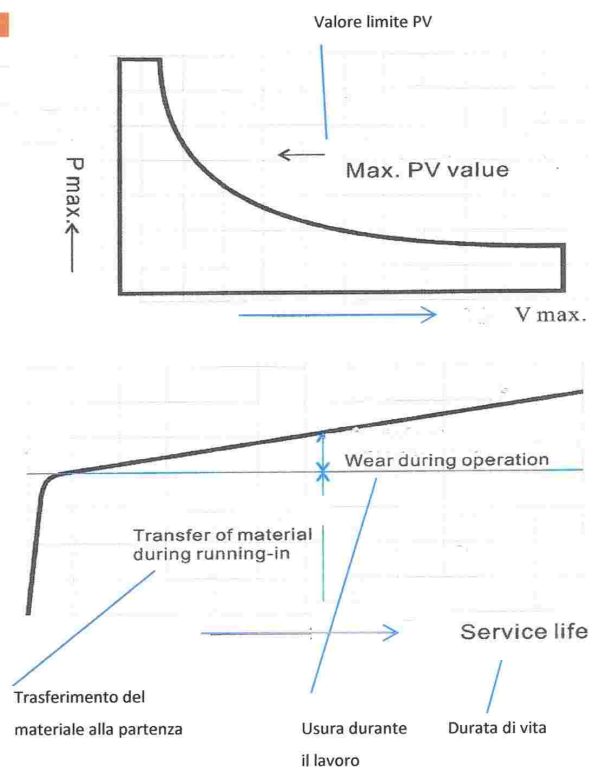 Valore limite PV
P max.
Max. PV value
V max.
Wear during operation
Transfer of material
during running-in
Service life
Trasferimento del
materiale alla partenza
Usura durante
il lavoro
Durata di vita